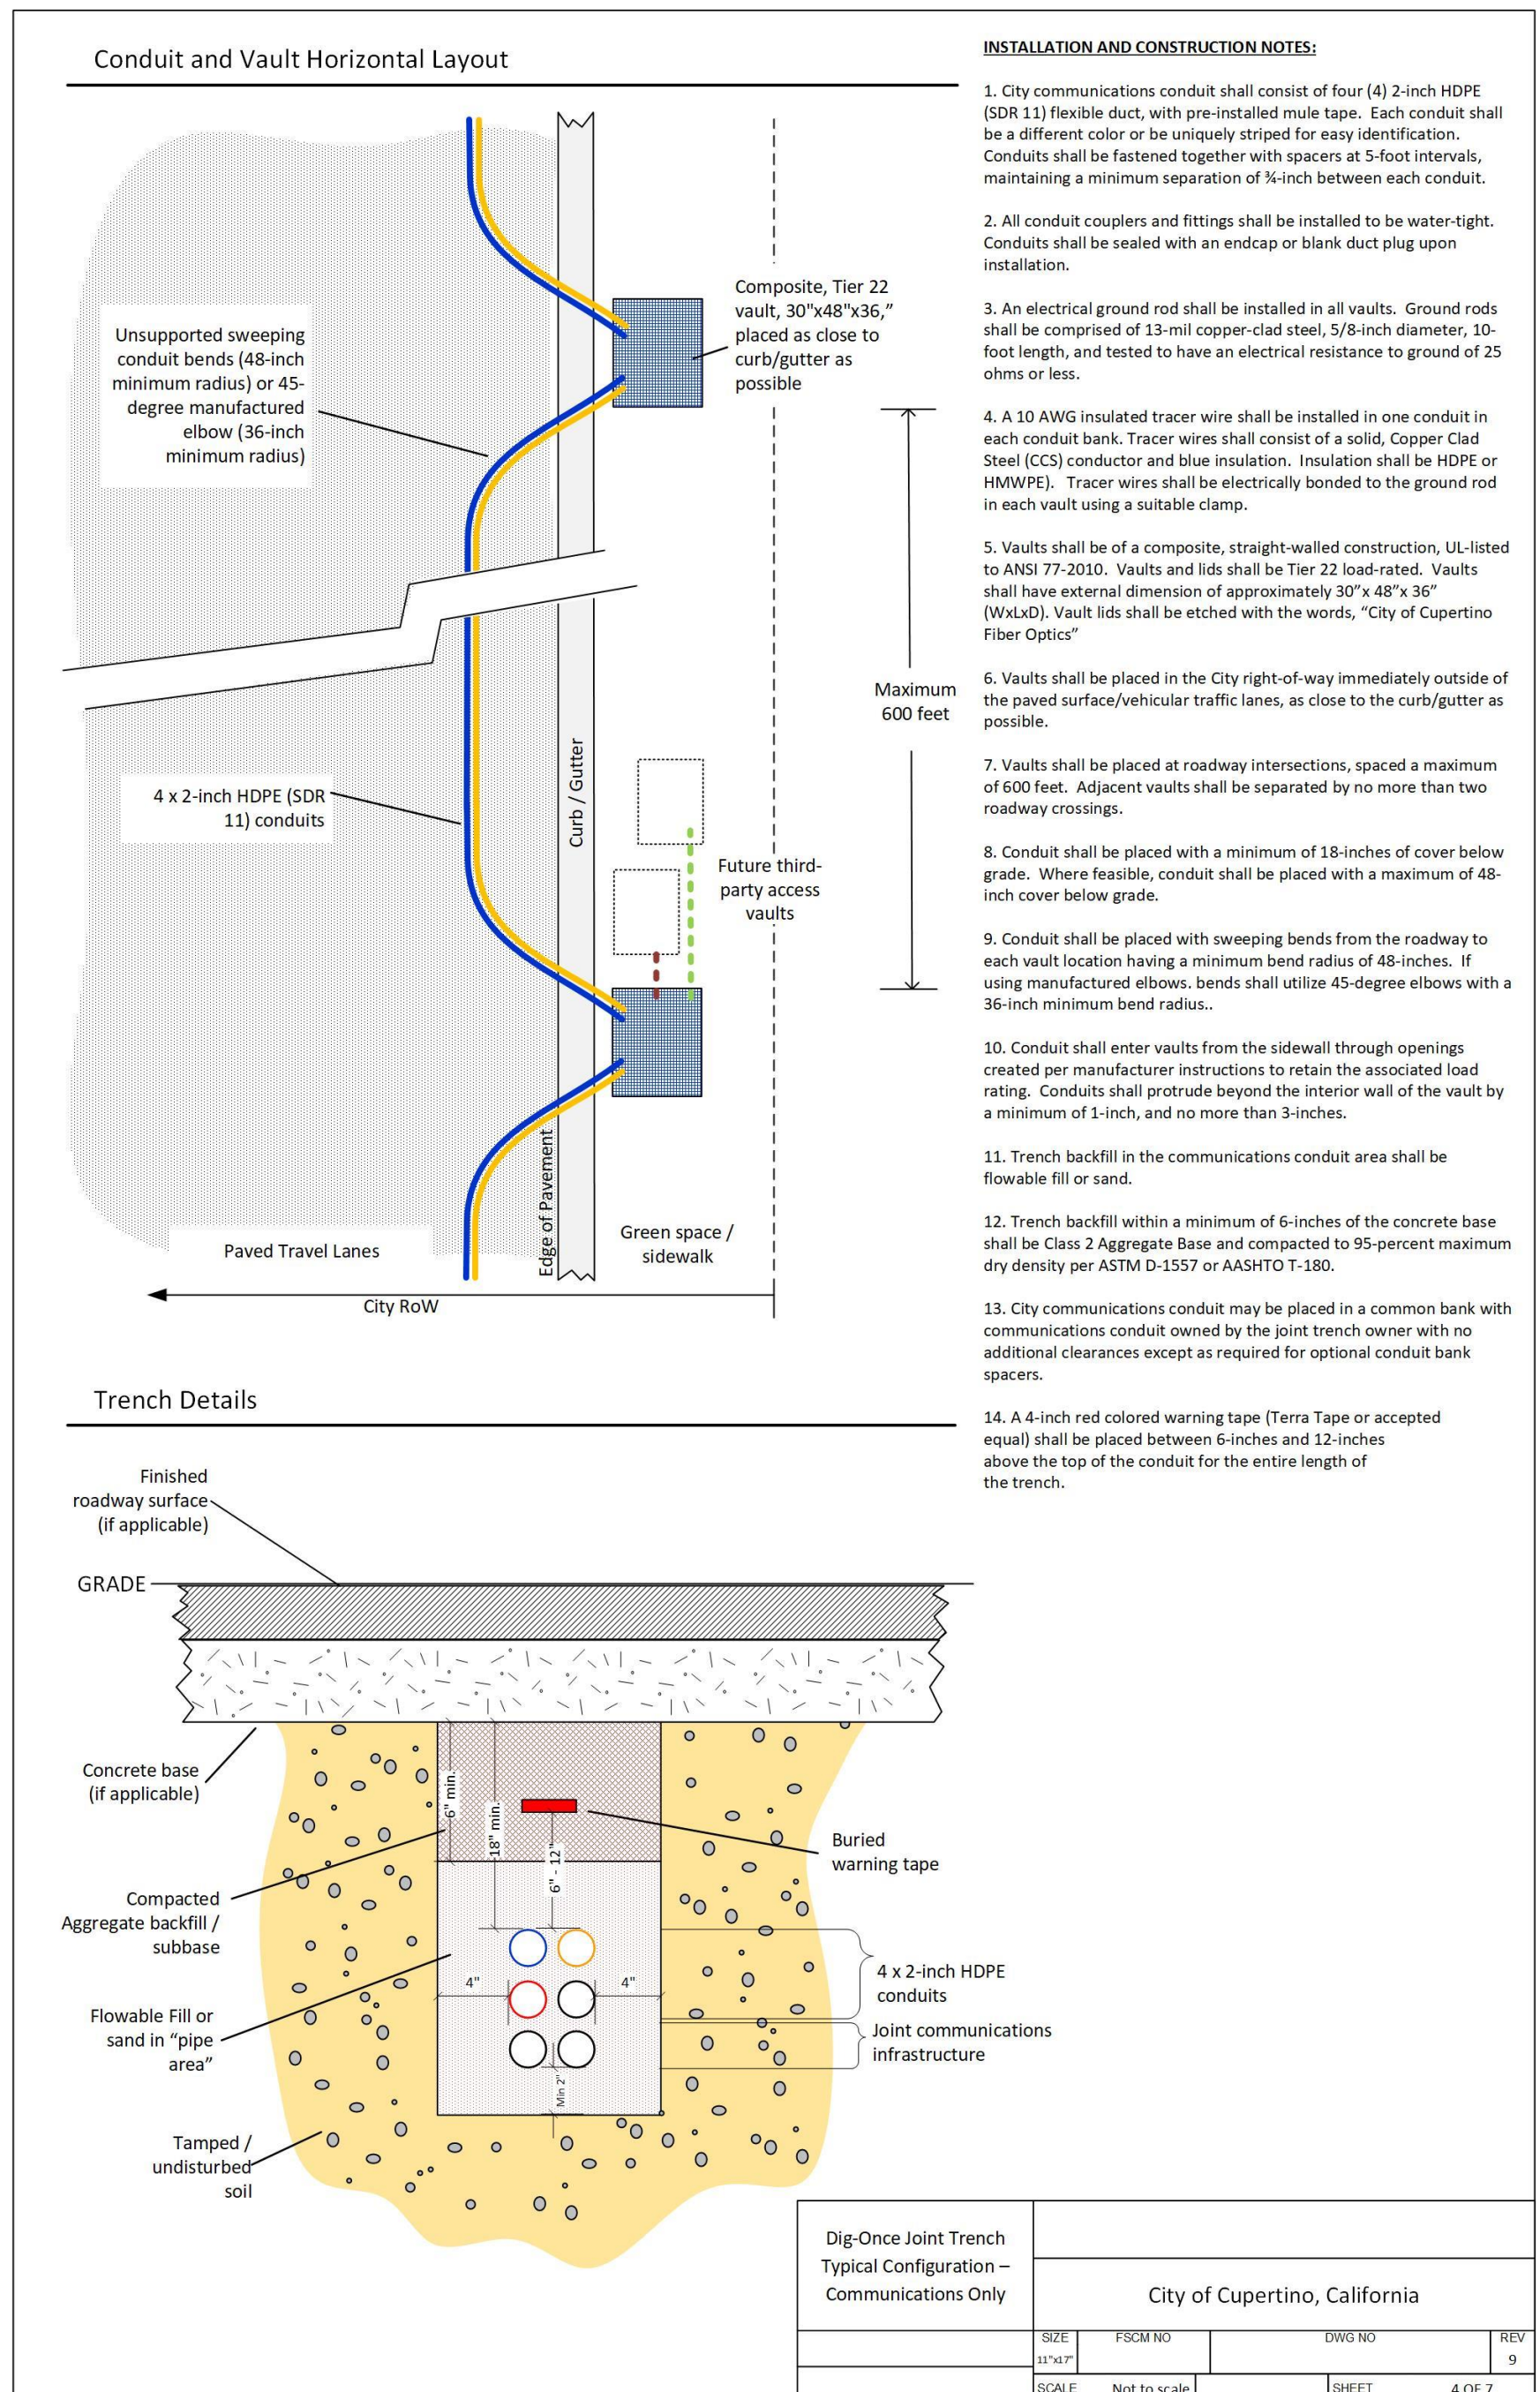 Conduit and Vault Horizontal Layout
Unsupported sweeping
conduit bends (48-inch
minimum radius) or 45-
degree manufactured
elbow (36-inch
minimum radius)
Composite, Tier 22
vault, 30"x48"x36,”
placed as close to
curb/gutter as
possible
Maximum
600 feet
4 x 2-inch HDPE (SDR
11) conduits
Curb / Gutter
Future third-
party access
vaults
Edge of Pavement
Green space /
sidewalk
Paved Travel Lanes
City RoW
INSTALLATION AND CONSTRUCTION NOTES:
1. City communications conduit shall consist of four (4) 2-inch HDPE
(SDR 11) flexible duct, with pre-installed mule tape. Each conduit shall
be a different color or be uniquely striped for easy identification.
Conduits shall be fastened together with spacers at 5-foot intervals,
maintaining a minimum separation of ¾-inch between each conduit.
2. All conduit couplers and fittings shall be installed to be water-tight.
Conduits shall be sealed with an endcap or blank duct plug upon
installation.
3. An electrical ground rod shall be installed in all vaults. Ground rods
shall be comprised of 13-mil copper-clad steel, 5/8-inch diameter, 10-
foot length, and tested to have an electrical resistance to ground of 25
ohms or less.
4. A 10 AWG insulated tracer wire shall be installed in one conduit in
each conduit bank. Tracer wires shall consist of a solid, Copper Clad
Steel (CCS) conductor and blue insulation. Insulation shall be HDPE or
HMWPE). Tracer wires shall be electrically bonded to the ground rod
in each vault using a suitable clamp.
5. Vaults shall be of a composite, straight-walled construction, UL-listed
to ANSI 77-2010. Vaults and lids shall be Tier 22 load-rated. Vaults
shall have external dimension of approximately 30”x 48”x 36”
(WxLxD). Vault lids shall be etched with the words, “City of Cupertino
Fiber Optics”
6. Vaults shall be placed in the City right-of-way immediately outside of
the paved surface/vehicular traffic lanes, as close to the curb/gutter as
possible.
7. Vaults shall be placed at roadway intersections, spaced a maximum
of 600 feet. Adjacent vaults shall be separated by no more than two
roadway crossings.
8. Conduit shall be placed with a minimum of 18-inches of cover below
grade. Where feasible, conduit shall be placed with a maximum of 48-
inch cover below grade.
9. Conduit shall be placed with sweeping bends from the roadway to
each vault location having a minimum bend radius of 48-inches. If
using manufactured elbows. bends shall utilize 45-degree elbows with a
36-inch minimum bend radius..
10. Conduit shall enter vaults from the sidewall through openings
created per manufacturer instructions to retain the associated load
rating. Conduits shall protrude beyond the interior wall of the vault by
a minimum of 1-inch, and no more than 3-inches.
11. Trench backfill in the communications conduit area shall be
flowable fill or sand.
12. Trench backfill within a minimum of 6-inches of the concrete base
shall be Class 2 Aggregate Base and compacted to 95-percent maximum
dry density per ASTM D-1557 or AASHTO T-180.
13. City communications conduit may be placed in a common bank with
communications conduit owned by the joint trench owner with no
additional clearances except as required for optional conduit bank
spacers.
14. A 4-inch red colored warning tape (Terra Tape or accepted
equal) shall be placed between 6-inches and 12-inches
above the top of the conduit for the entire length of
the trench.
Trench Details
Finished
roadway surface
(if applicable)
GRADE
Concrete base
(if applicable)
6" min.
18" min.
6" - 12"
Buried
warning tape
Compacted
Aggregate backfill /
subbase
4"
4"
4 x 2-inch HDPE
conduits
Flowable Fill or
sand in “pipe
area”
Joint communications
infrastructure
Min 2"
Tamped /
undisturbed
soil
Dig-Once Joint Trench
Typical Configuration –
Communications Only
City of Cupertino, California
SIZE
11"x17"
FSCM NO
DWG NO
REV
9
SCALE
Not to scale
SHEET
4 OF 7